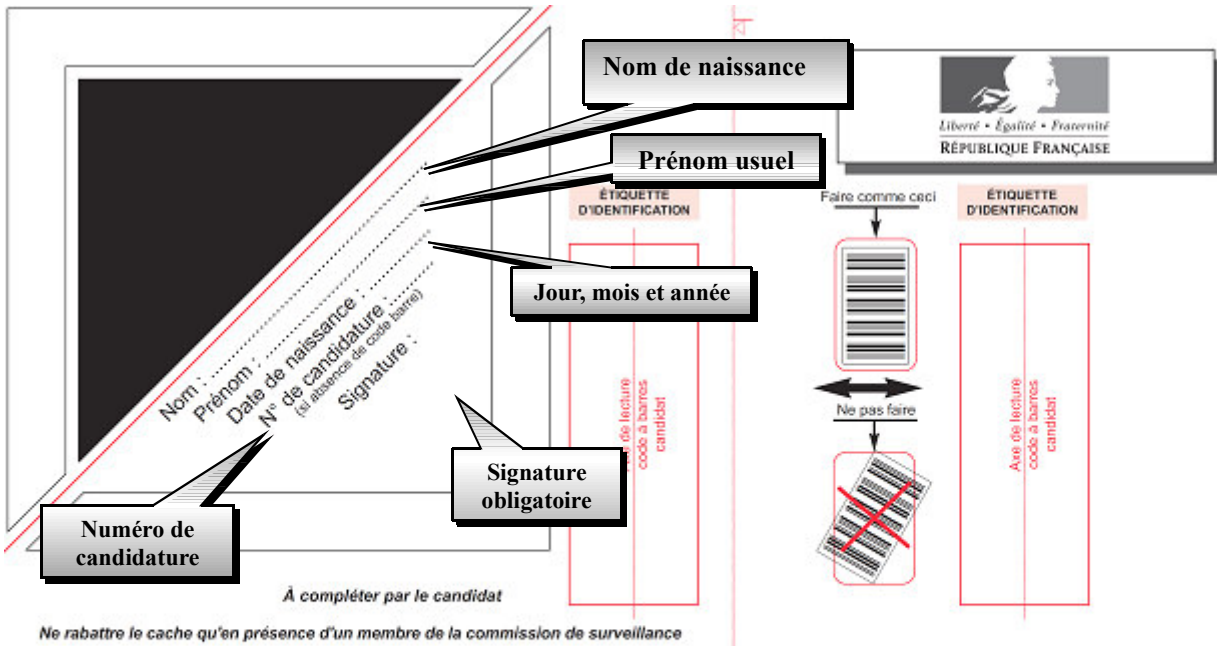 Nom de naissance
Prénom usuel
Jour, mois et année
Nom :
Prénom :
Date de naissance :
N° de candidature :
(si absence de code barre)
Signature :
Signature
obligatoire
Numéro de
candidature
À compléter par le candidat
Ne rabattre le cache qu'en présence d'un membre de la commission de surveillance
ÉTIQUETTE
D'IDENTIFICATION
de lecture
code à barres
candidat
Liberté • Égalité • Fraternité
RÉPUBLIQUE FRANÇAISE
Faire comme ceci
Ne pas faire
ÉTIQUETTE
D'IDENTIFICATION
Axe de lecture
code à barres
candidat